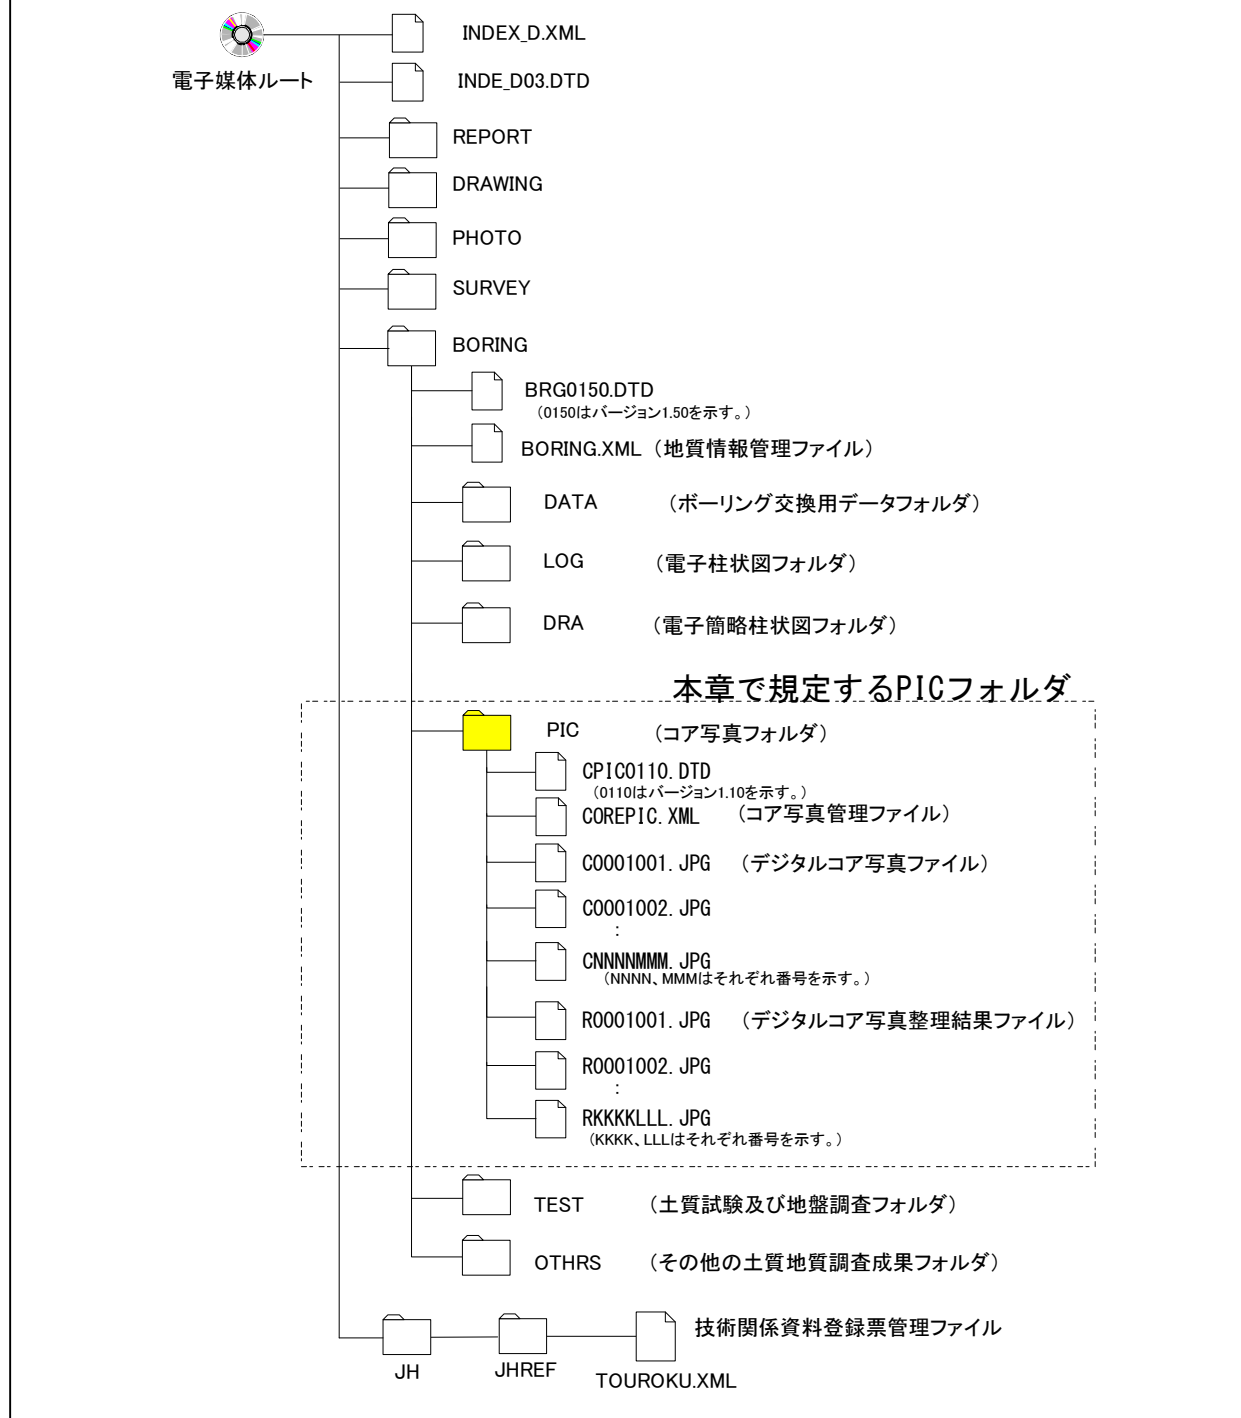 INDEX_D.XML
電子媒体ルート
INDE_D03.DTD
REPORT
DRAWING
PHOTO
SURVEY
BORING
BRG0150.DTD
（0150はバージョン1.50を示す。）
BORING.XML（地質情報管理ファイル）
DATA （ボーリング交換用データフォルダ）
LOG （電子柱状図フォルダ）
DRA （電子簡略柱状図フォルダ）
本章で規定するPICフォルダ
PIC （コア写真フォルダ）
CPIC0110.DTD
（0110はバージョン1.10を示す。）
COREPIC.XML （コア写真管理ファイル）
C0001001.JPG （デジタルコア写真ファイル）
C0001002.JPG
：
CNNNNMMM.JPG
（NNNN、MMMはそれぞれ番号を示す。）
R0001001.JPG （デジタルコア写真整理結果ファイル）
R0001002.JPG
：
RKKKKLLL.JPG
（KKKK、LLLはそれぞれ番号を示す。）
TEST （土質試験及び地盤調査フォルダ）
OTHRS （その他の土質地質調査成果フォルダ）
技術関係資料登録票管理ファイル
JH
JHREF
TOUROKU.XML